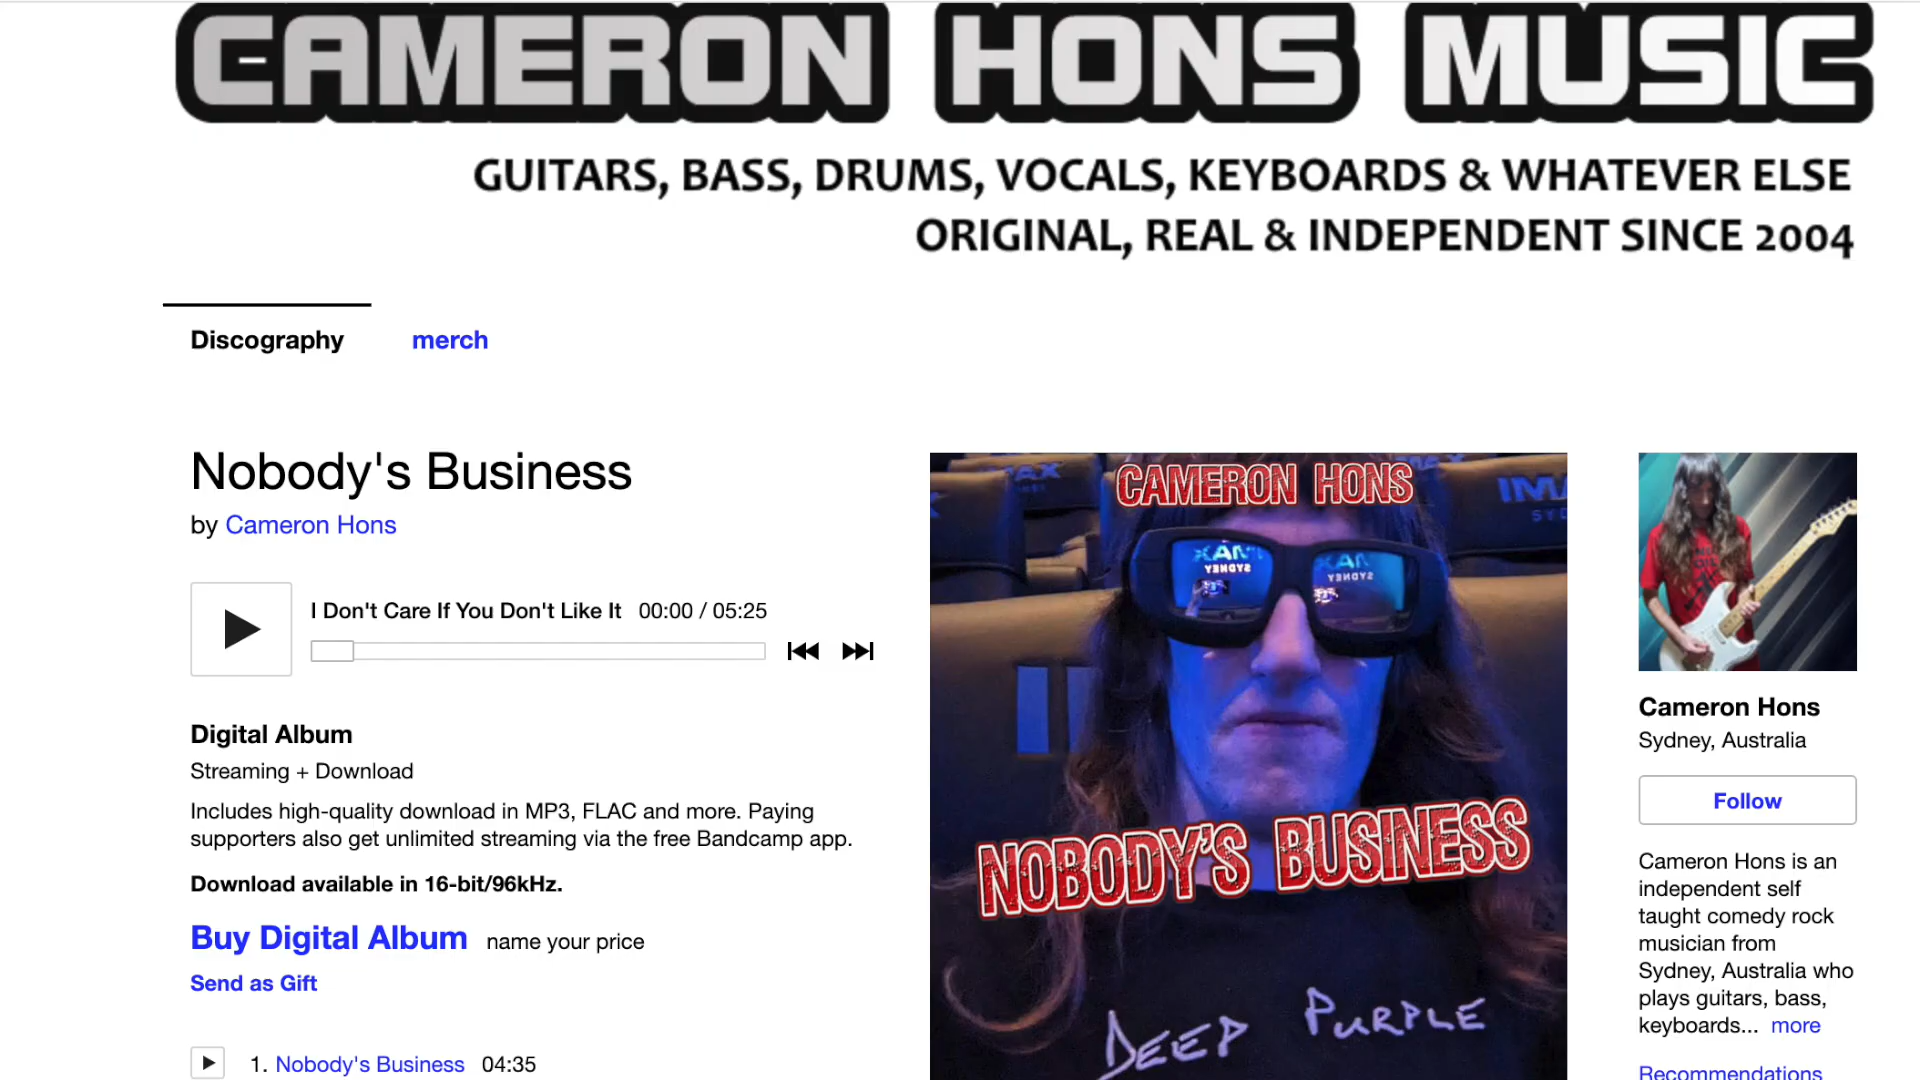 CAMERON HONS MUSIC
GUITARS, BASS, DRUMS, VOCALS, KEYBOARDS & WHATEVER ELSE
ORIGINAL, REAL & INDEPENDENT SINCE 2004
Discography
merch
Nobody's Business
by Cameron Hons
I Don't Care If You Don't Like It 00:00 / 05:25
Digital Album
Streaming + Download
Includes high-quality download in MP3, FLAC and more. Paying
supporters also get unlimited streaming via the free Bandcamp app.
Download available in 16-bit/96kHz.
Buy Digital Album name your price
Send as Gift
1. Nobody's Business 04:35
CAMERON HONS
NOBODY'S BUSINESS
DEEP PURPLE
Cameron Hons
Sydney, Australia
Follow
Cameron Hons is an
independent self
taught comedy rock
musician from
Sydney, Australia who
plays guitars, bass,
keyboards... more
Recommendations